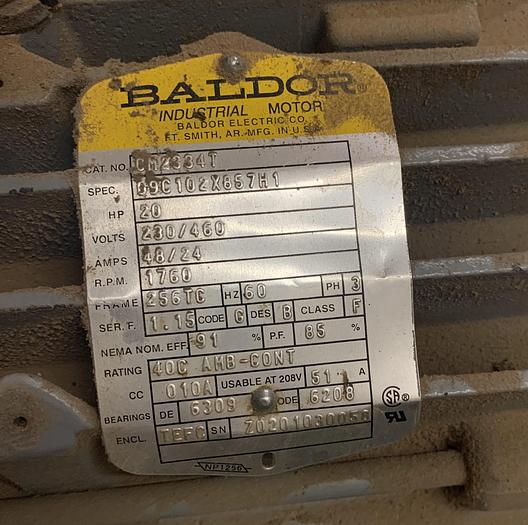 BALDOR®
INDUSTRIAL MOTOR
BALDOR ELECTRIC CO.
FT. SMITH, AR. MFG. IN U.S.A.
CAT. NO. CM2334T
SPEC. 09C102X857H1
HP 20
VOLTS 230/460
AMPS 48/24
R.P.M. 1760
FRAME 256TC HZ 60 PH 3
SER. F. 1.15 CODE G DES B CLASS F
NEMA NOM. EFF. 91 % P.F. 85 %
RATING 40C AMB-CONT
CC 010A USABLE AT 208V 51.1 A
BEARINGS DE 6309 ODE 6208
ENCL. TEFC SN Z0201030058
NP1256